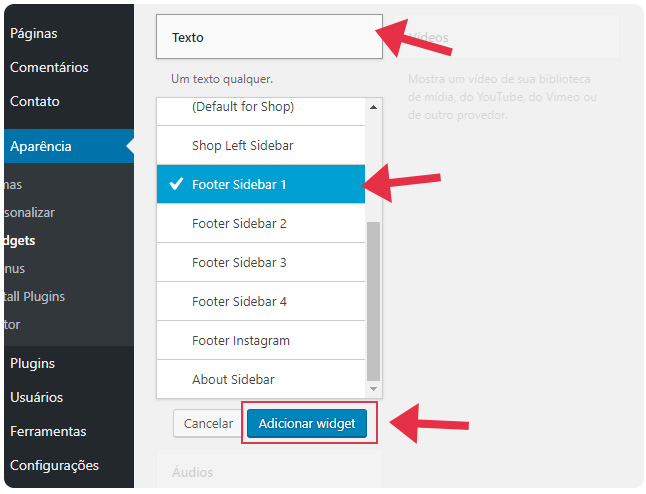 Páginas
Comentários
Contato
Aparência
mas
rsonalizar
dgets
nus
tall Plugins
tor
Plugins
Usuários
Ferramentas
Configurações
Texto
Um texto qualquer.
(Default for Shop)
Shop Left Sidebar
Footer Sidebar 1
Footer Sidebar 2
Footer Sidebar 3
Footer Sidebar 4
Footer Instagram
About Sidebar
Cancelar
Adicionar widget
Áudios
Vídeos
Mostra um vídeo de sua biblioteca
de mídia, do YouTube, do Vimeo ou
de outro provedor.